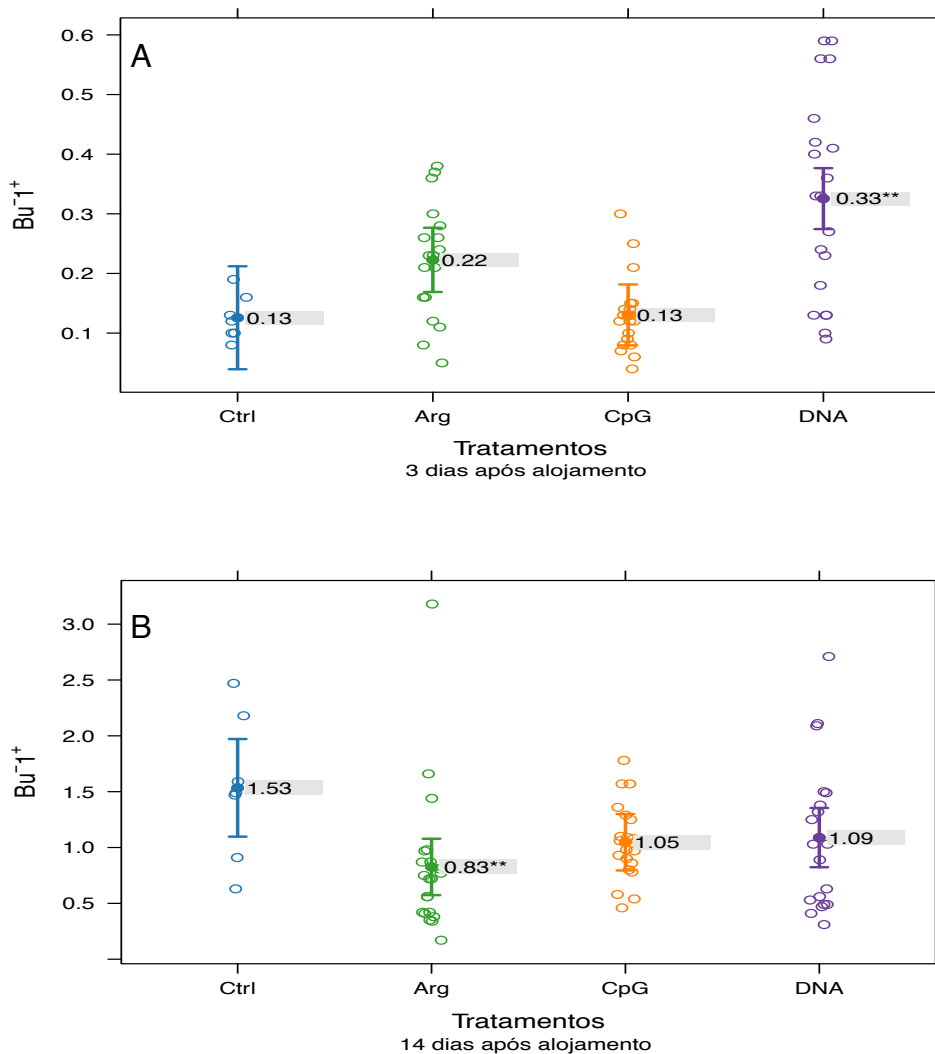 A
0.6
0.5
0.4
0.3
0.2
0.1
Bu⁻1⁺
0.13
0.22
0.13
0.33**
Ctrl Arg CpG DNA
Tratamentos
3 dias após alojamento
B
3.0
2.5
2.0
1.5
1.0
0.5
Bu⁻1⁺
1.53
0.83**
1.05
1.09
Ctrl Arg CpG DNA
Tratamentos
14 dias após alojamento